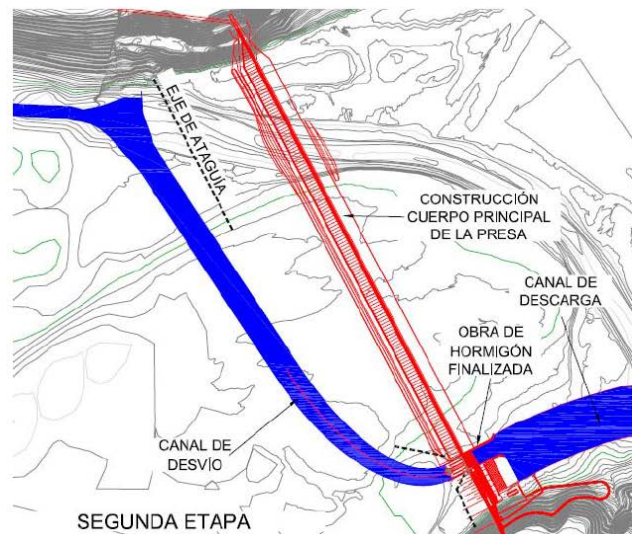 EJE DE ATAGUIA
CONSTRUCCIÓN
CUERPO PRINCIPAL
DE LA PRESA
CANAL DE
DESCARGA
OBRA DE
HORMIGÓN
FINALIZADA
CANAL DE
DESVÍO
SEGUNDA ETAPA